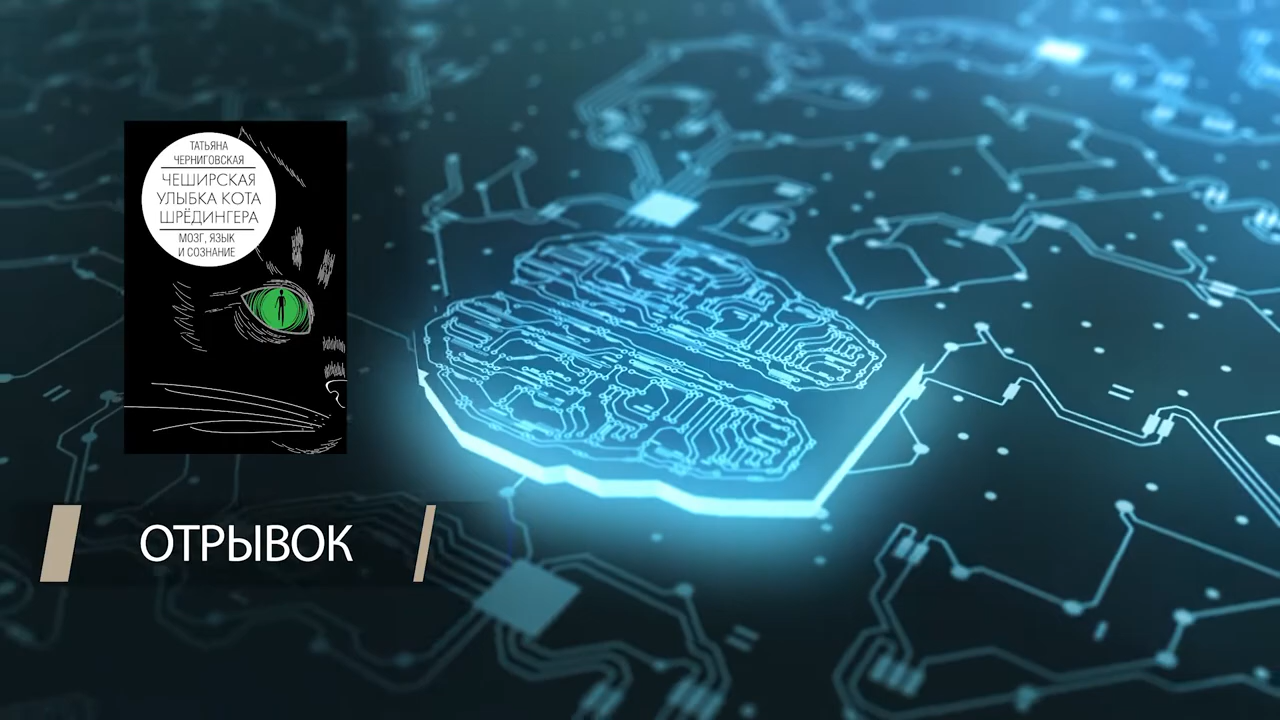 ТАТЬЯНА
ЧЕРНИГОВСКАЯ
ЧЕШИРСКАЯ
УЛЫБКА КОТА
ШРЁДИНГЕРА
МОЗГ, ЯЗЫК
И СОЗНАНИЕ
ОТРЫВОК